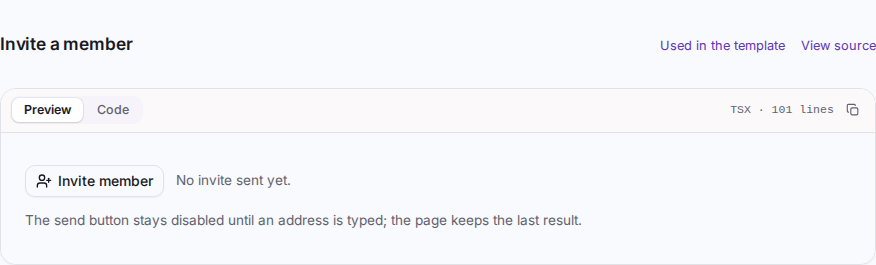 Invite a member
Used in the template
View source
Preview
Code
TSX · 101 lines
Invite member
No invite sent yet.
The send button stays disabled until an address is typed; the page keeps the last result.